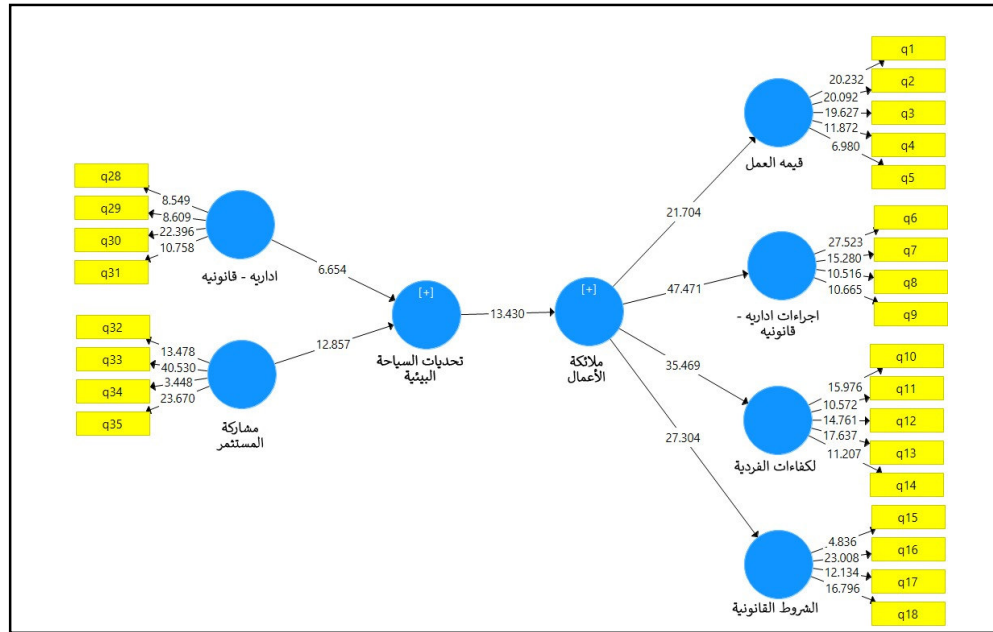 q28
q29
q30
q31
8.549
8.609
22.396
10.758
اداریه - قانونیه
6.654
q32
q33
q34
q35
13.478
40.530
3.448
23.670
مشاركة
المستثمر
12.857
[+]
تحديات السياحة
البيئية
13.430
[+]
ملائكة
الأعمال
21.704
47.471
35.469
27.304
قيمه العمل
20.232
20.092
19.627
11.872
6.980
q1
q2
q3
q4
q5
اجراءات اداريه -
قانونيه
27.523
15.280
10.516
10.665
q6
q7
q8
q9
لكفاءات الفردية
15.976
10.572
14.761
17.637
11.207
q10
q11
q12
q13
q14
الشروط القانونية
4.836
23.008
12.134
16.796
q15
q16
q17
q18